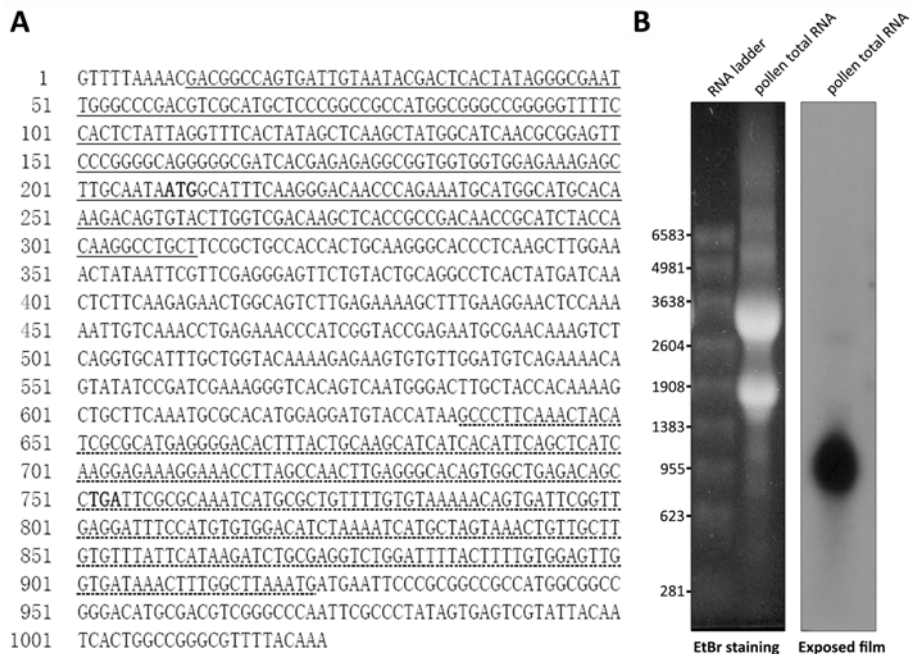 A
1 GTTTTAAAACGACGGCCAGTGATTGTAATACGACTCACTATAGGGCGAAT
51 TGGGCCCGACGTCGCATGCTCCCGGCCGCCATGGCGGGCCGGGGGTTTTC
101 CACTCTATTAGGTTTCACTATAGCTCAAGCTATGGCATCAACGCGGAGTT
151 CCCGGGGCAGGGGGCGATCACGAGAGAGGCGGTGGTGGTGGAGAAAGAGC
201 TTGCAATAATGGCATTTCAAGGGACAACCCAGAAATGCATGGCATGCACA
251 AAGACAGTGTACTTGGTCGACAAGCTCACCGCCGACAACCGCATCTACCA
301 CAAGGCCTGCTTCCGCTGCCACCACTGCAAGGGCACCCTCAAGCTTGGAA
351 ACTATAATTCGTTCGAGGGAGTTCTGTACTGCAGGCCTCACTATGATCAA
401 CTCTTCAAGAGAACTGGCAGTCTTGAGAAAAGCTTTGAAGGAACTCCAAA
451 AATTGTCAAACCTGAGAAACCCATCGGTACCGAGAATGCGAACAAAGTCT
501 CAGGTGCATTTGCTGGTACAAAAGAGAAGTGTGTTGGATGTCAGAAAACA
551 GTATATCCGATCGAAAGGGTCACAGTCAATGGGACTTGCTACCACAAAAG
601 CTGCTTCAAATGCGCACATGGAGGATGTACCATAAGCCCTTCAAACTACA
651 TCGCGCATGAGGGGACACTTTACTGCAAGCATCATCACATTCAGCTCATC
701 AAGGAGAAAGGAAACCTTAGCCAACTTGAGGGCACAGTGGCTGAGACAGC
751 CTGATTCGCGCAAATCATGCGCTGTTTTGTGTAAAAACAGTGATTCGGTT
801 GAGGATTTCCATGTGTGGACATCTAAAATCATGCTAGTAAACTGTTGCTT
851 GTGTTTATTCATAAGATCTGCGAGGTCTGGATTTTACTTTTGTGGAGTTG
901 GTGATAAACTTTGGCTTAAATGATGAATTCCCGCGGCCGCCATGGCGGCC
951 GGGACATGCGACGTCGGGCCCAATTCGCCCTATAGTGAGTCGTATTACAA
1001 TCACTGGCCGGGCGTTTTACAAA
B
RNA ladder
pollen total RNA
pollen total RNA
6583
4981
3638
2604
1908
1383
955
623
281
EtBr staining
Exposed film